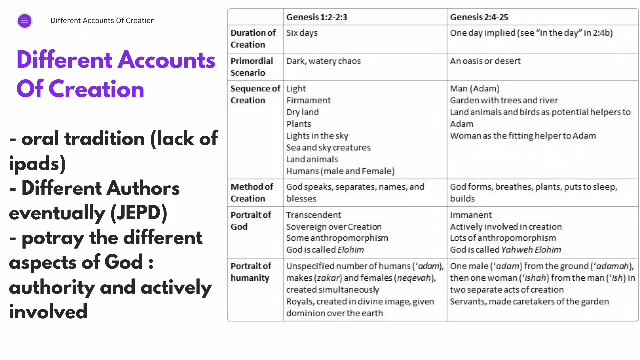 Different Accounts Of Creation
Different Accounts
Of Creation
- oral tradition (lack of
ipads)
- Different Authors
eventually (JEPD)
- potray the different
aspects of God :
authority and actively
involved
Genesis 1:2-2:3
Genesis 2:4-25
Duration of
Creation
Six days
One day implied (see "in the day" in 2:4b)
Primordial
Scenario
Dark, watery chaos
An oasis or desert
Sequence of
Creation
Light
Firmament
Dry land
Plants
Lights in the sky
Sea and sky creatures
Land animals
Humans (male and Female)
Man (Adam)
Garden with trees and river
Land animals and birds as potential helpers to
Adam
Woman as the fitting helper to Adam
Method of
Creation
God speaks, separates, names, and
blesses
God forms, breathes, plants, puts to sleep,
builds
Portrait of
God
Transcendent
Sovereign over Creation
Some anthropomorphism
God is called Elohim
Immanent
Actively involved in creation
Lots of anthropomorphism
God is called Yahweh Elohim
Portrait of
humanity
Unspecified number of humans ('adam),
makes (zakar) and females (neqevah),
created simultaneously
Royals, created in divine image, given
dominion over the earth
One male ('adam) from the ground ('adamah),
then one woman ('ishah) from the man ('ish) in
two separate acts of creation
Servants, made caretakers of the garden